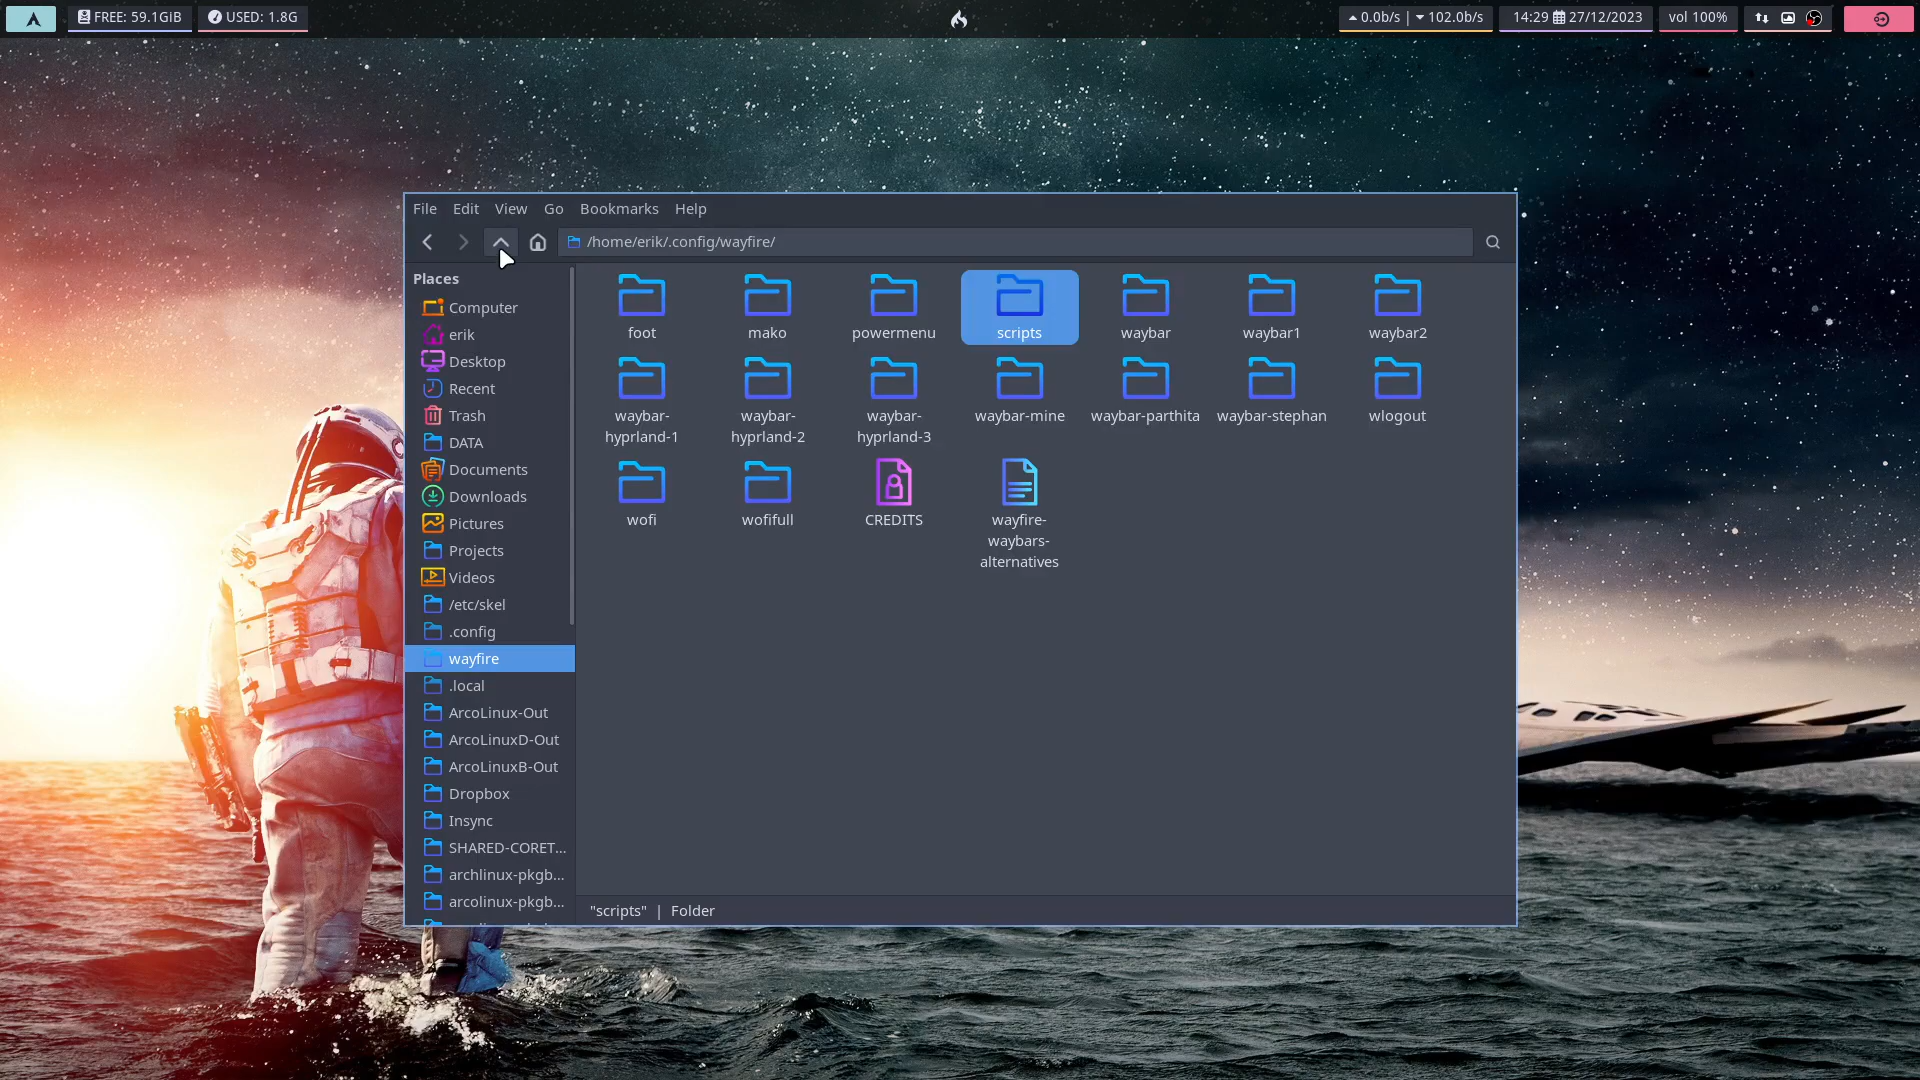 FREE: 59.1GIB
USED: 1.8G
0.0b/s | 102.0b/s
14:29 27/12/2023
vol 100%
File Edit View Go Bookmarks Help
/home/erik/.config/wayfire/
Places
Computer
erik
Desktop
Recent
Trash
DATA
Documents
Downloads
Pictures
Projects
Videos
/etc/skel
.config
wayfire
.local
ArcoLinux-Out
ArcoLinuxD-Out
ArcoLinuxB-Out
Dropbox
Insync
SHARED-CORET...
archlinux-pkgb...
arcolinux-pkgb...
foot
mako
powermenu
scripts
waybar
waybar1
waybar2
waybar-
hyprland-1
waybar-
hyprland-2
waybar-
hyprland-3
waybar-mine
waybar-parthita
waybar-stephan
wlogout
wofi
wofifull
CREDITS
wayfire-
waybars-
alternatives
"scripts" | Folder